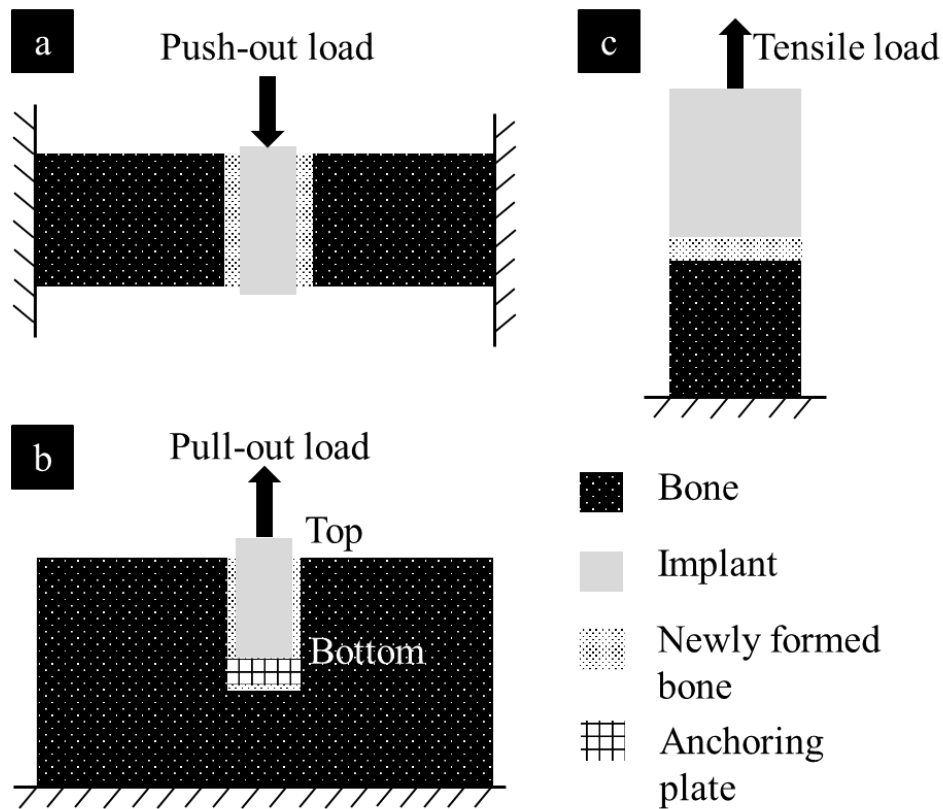 a
Push-out load
c
Tensile load
b
Pull-out load
Top
Bottom
Bone
Implant
Newly formed
bone
Anchoring
plate